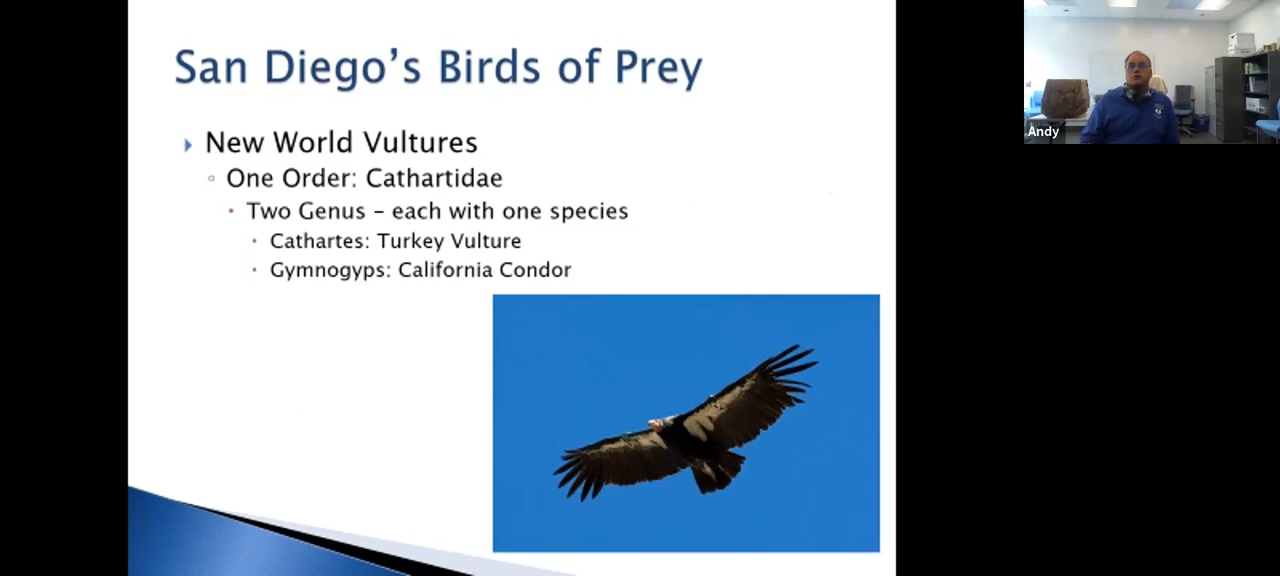 San Diego’s Birds of Prey
New World Vultures
One Order: Cathartidae
Two Genus – each with one species
Cathartes: Turkey Vulture
Gymnogyps: California Condor
Andy